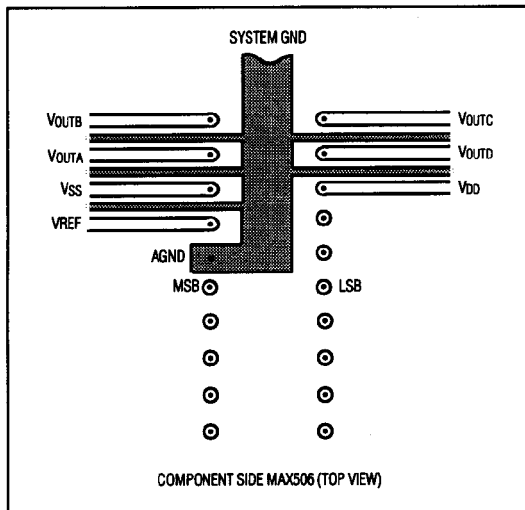 SYSTEM GND
VOUTB
VOUTC
VOUTA
VOUTD
VSS
VDD
VREF
AGND
MSB
LSB
COMPONENT SIDE MAX506 (TOP VIEW)